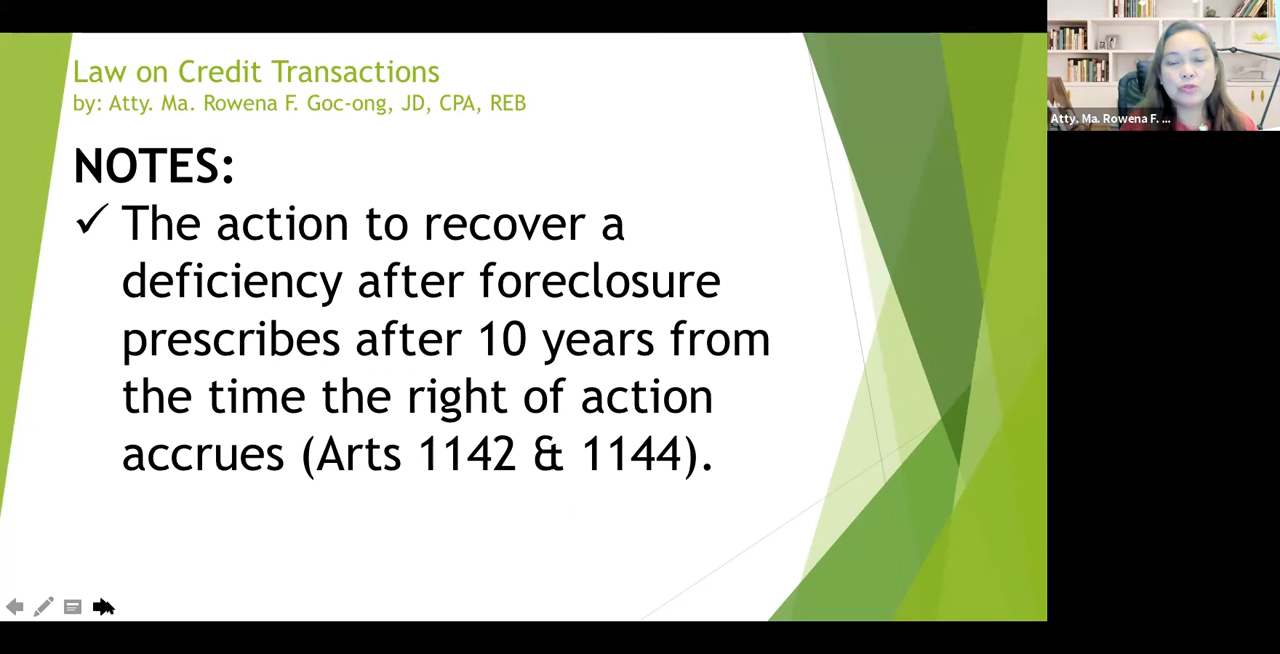 Law on Credit Transactions
by: Atty. Ma. Rowena F. Goc-ong, JD, CPA, REB
NOTES:
✓ The action to recover a
deficiency after foreclosure
prescribes after 10 years from
the time the right of action
accrues (Arts 1142 & 1144).
Atty. Ma. Rowena F. ...